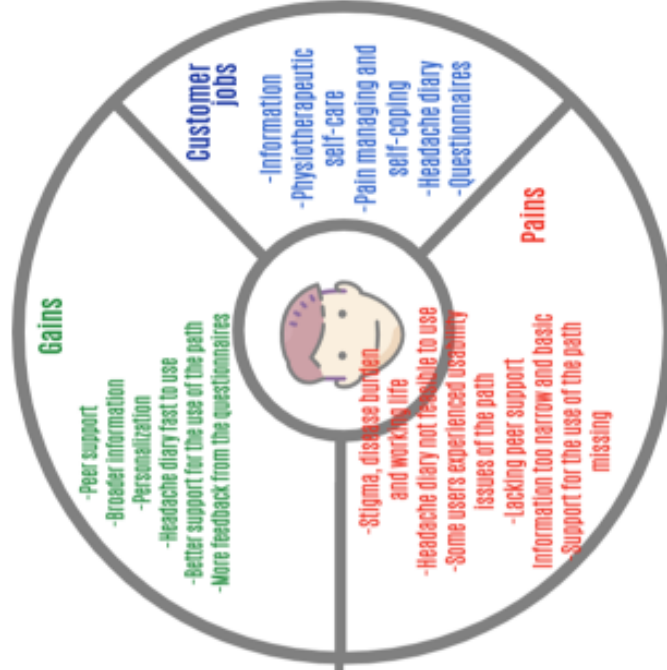 Gains
-Peer support
-Broader information
-Personalization
-Headache diary fast to use
-Better support for the use of the path
-More feedback from the questionnaires
Customer
jobs
-Information
-Physiotherapeutic
self-care
-Pain managing and
self-coping
-Headache diary
-Questionnaires
Pains
-Stigma, disease burden
and working life
-Headache diary not feasible to use
-Some users experienced usability
issues of the path
-Lacking peer support
Information too narrow and basic
-Support for the use of the path
missing